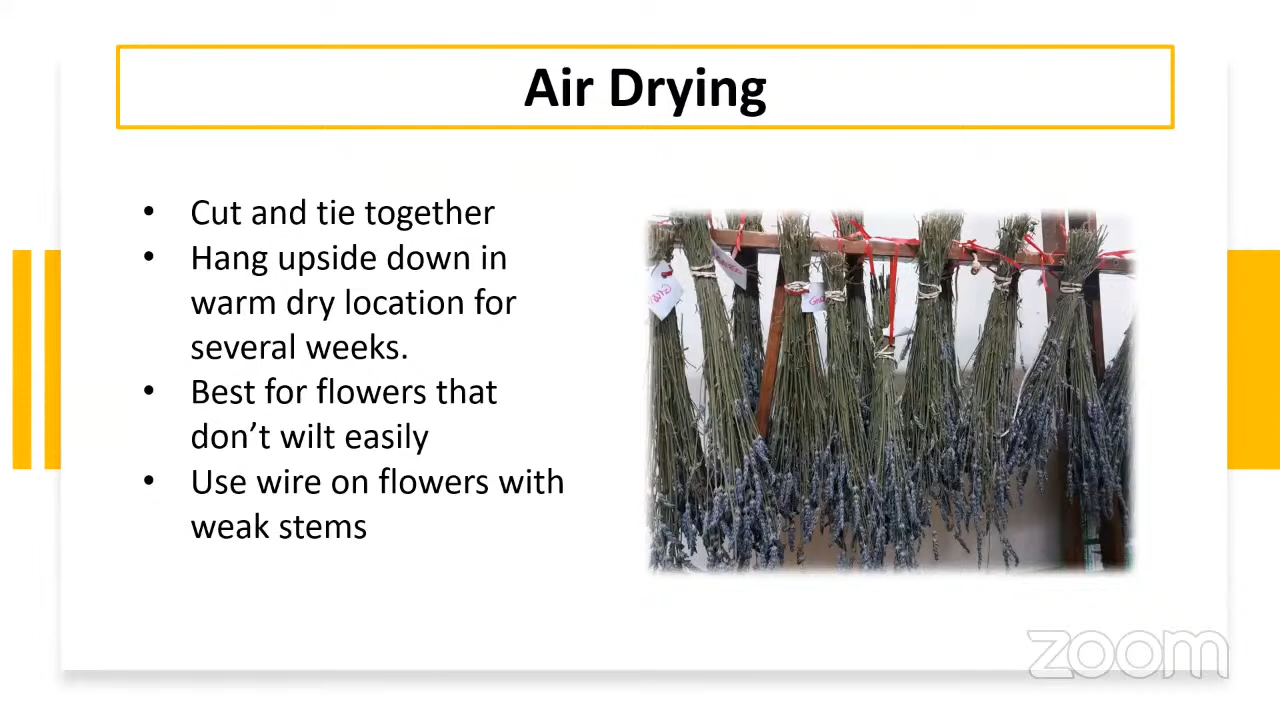 Air Drying
• Cut and tie together
• Hang upside down in
warm dry location for
several weeks.
• Best for flowers that
don’t wilt easily
• Use wire on flowers with
weak stems
zoom